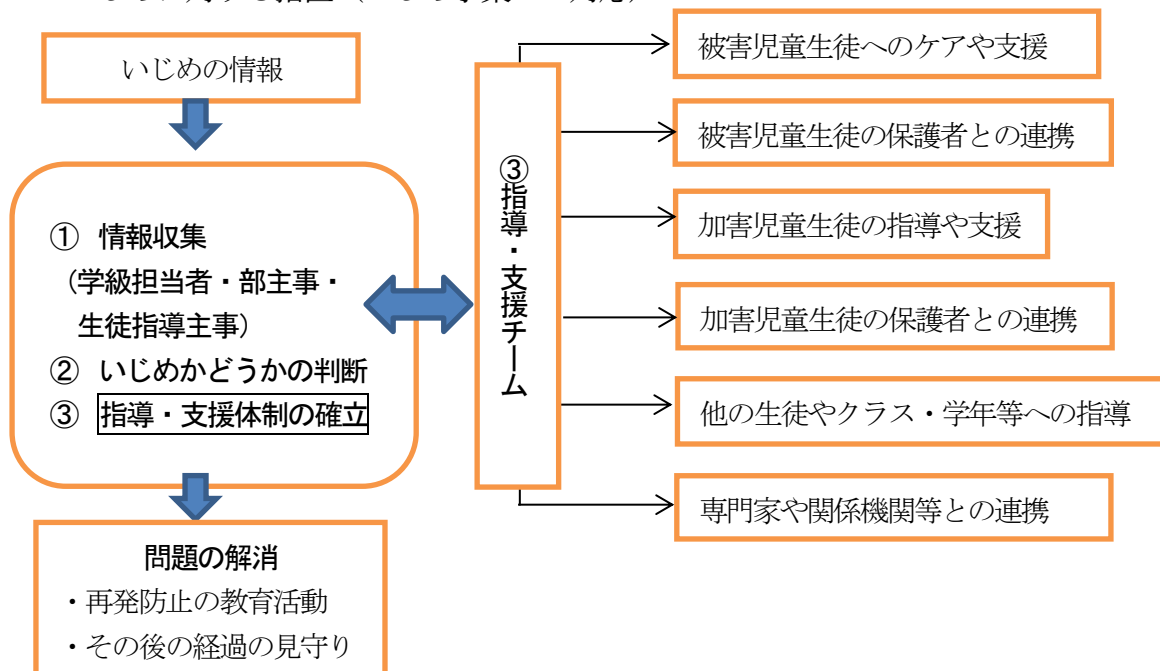 いじめの情報
① 情報収集
（学級担当者・部主事・
生徒指導主事）
② いじめかどうかの判断
③ 指導・支援体制の確立
問題の解消
・再発防止の教育活動
・その後の経過の見守り
③指導・支援チーム
被害児童生徒へのケアや支援
被害児童生徒の保護者との連携
加害児童生徒の指導や支援
加害児童生徒の保護者との連携
他の生徒やクラス・学年等への指導
専門家や関係機関等との連携